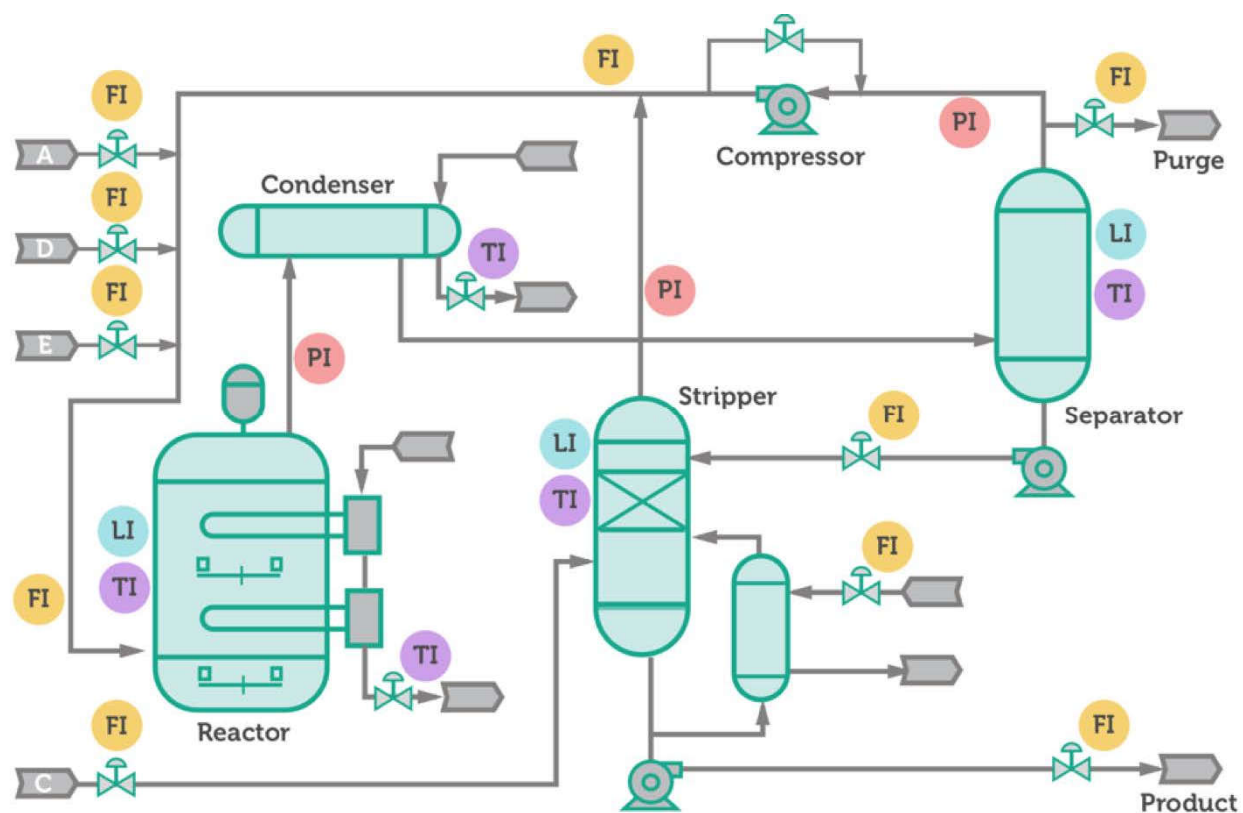 FI
FI
FI
A
PI
Compressor
Purge
FI
Condenser
D
LI
TI
FI
TI
PI
E
PI
Stripper
Separator
FI
LI
TI
LI
FI
TI
FI
TI
FI
Reactor
FI
C
Product